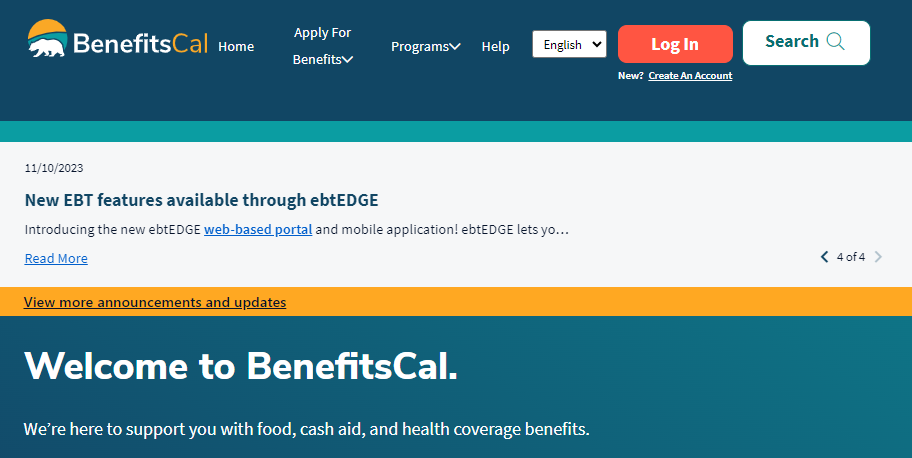 BenefitsCal
Home
Apply For
Benefits
Programs
Help
English
Log In
New? Create An Account
Search
11/10/2023
New EBT features available through ebtEDGE
Introducing the new ebtEDGE web-based portal and mobile application! ebtEDGE lets yo…
Read More
4 of 4
View more announcements and updates
Welcome to BenefitsCal.
We’re here to support you with food, cash aid, and health coverage benefits.